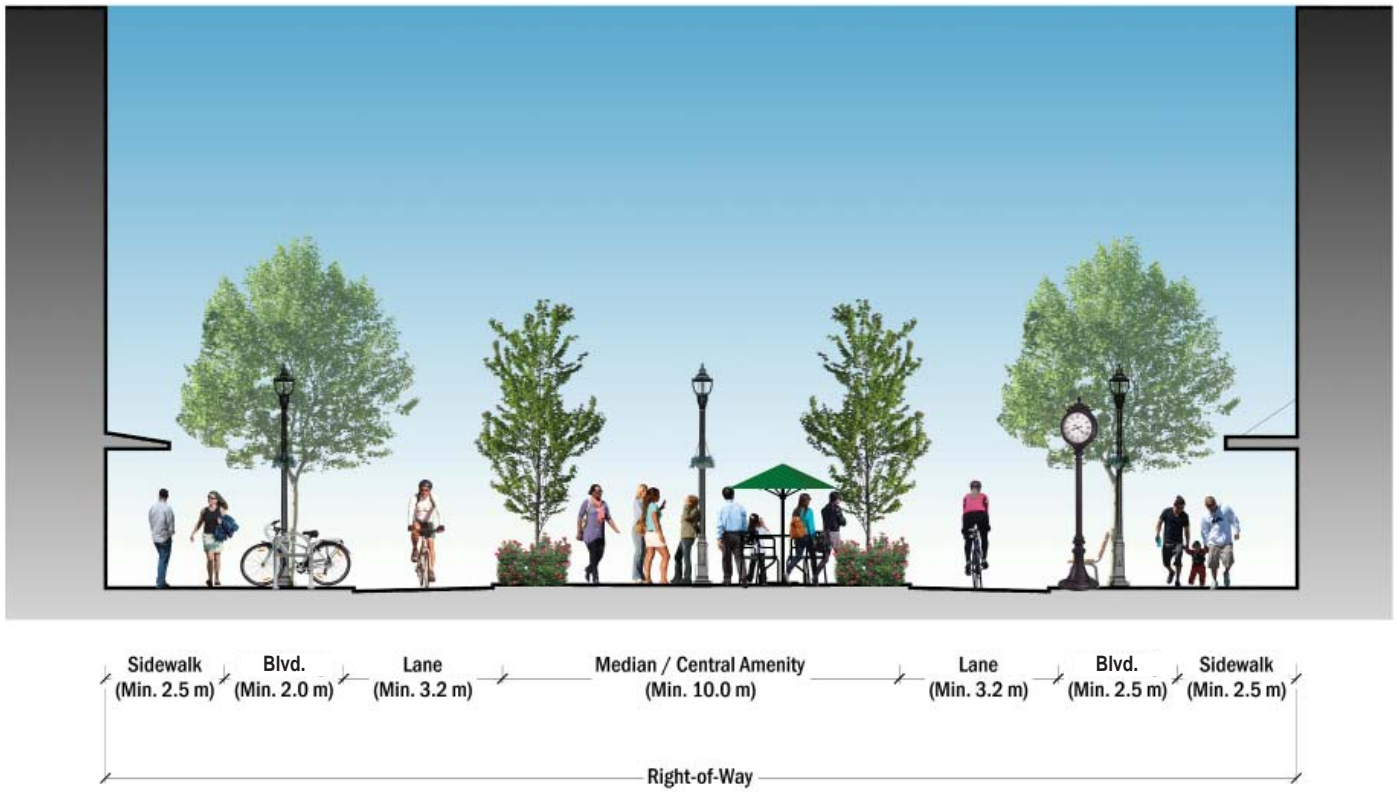 Sidewalk
(Min. 2.5 m)
Blvd.
(Min. 2.0 m)
Lane
(Min. 3.2 m)
Median / Central Amenity
(Min. 10.0 m)
Lane
(Min. 3.2 m)
Blvd.
(Min. 2.5 m)
Sidewalk
(Min. 2.5 m)
Right-of-Way